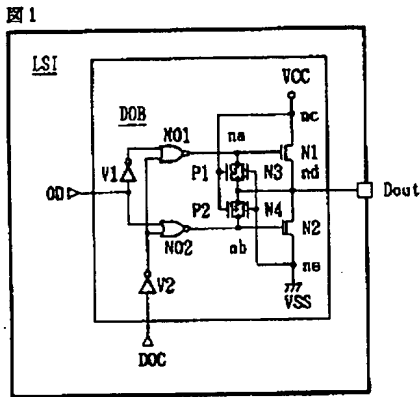 図1
LSI
DOB
VCC
nc
NO1
na
N1
V1
P1
N3
nd
OD
Dout
P2
N4
N2
NO2
nb
ne
V2
VSS
DOC